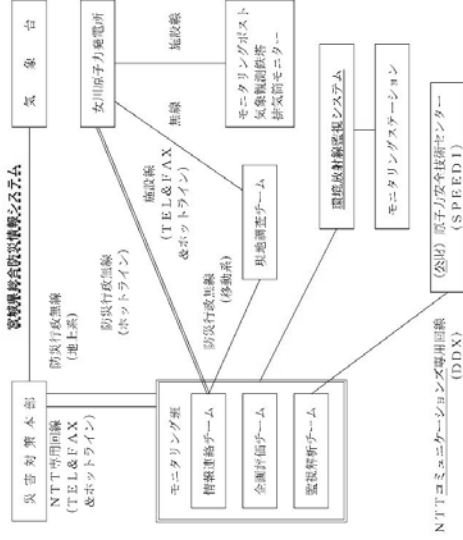 宮城県総合防災情報システム
災害対策本部
気象台
防災行政無線
(地上系)
NTT専用回線
(TEL&FAX
&ホットライン)
防災行政無線
(ホットライン)
女川原子力発電所
施設線
(TEL&FAX
&ホットライン)
無線
施設線
モニタリング班
情報連絡チーム
企画評価チーム
監視解析チーム
防災行政無線
(移動系)
現地調査チーム
モニタリングポスト
気象観測鉄塔
排気筒モニター
環境放射線監視システム
モニタリングステーション
NTTコミュニケーションズ専用回線
(DDX)
(公財)原子力安全技術センター
(SPEEDI)